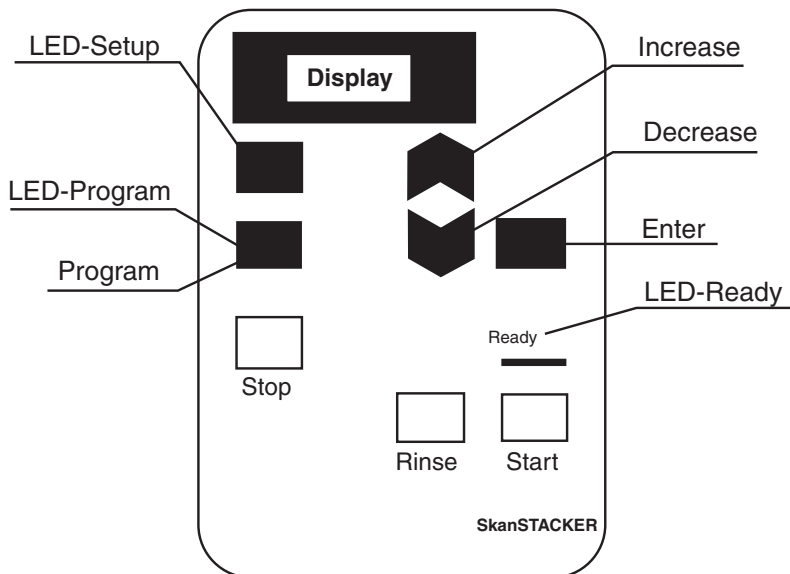 LED-Setup
Display
Increase
Decrease
LED-Program
Program
Enter
LED-Ready
Ready
Stop
Rinse
Start
SkanSTACKER